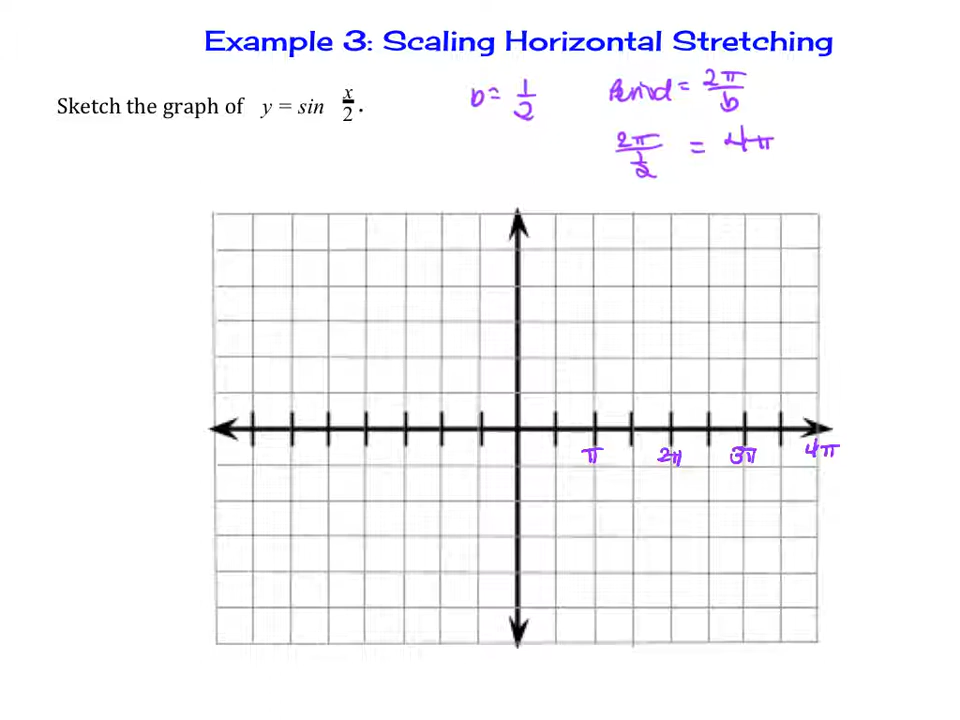 Example 3: Scaling Horizontal Stretching
Sketch the graph of y = sin x/2 .
b = 1/2
Period = 2π/b
2π/(1/2) = 4π
π 2π 3π 4π